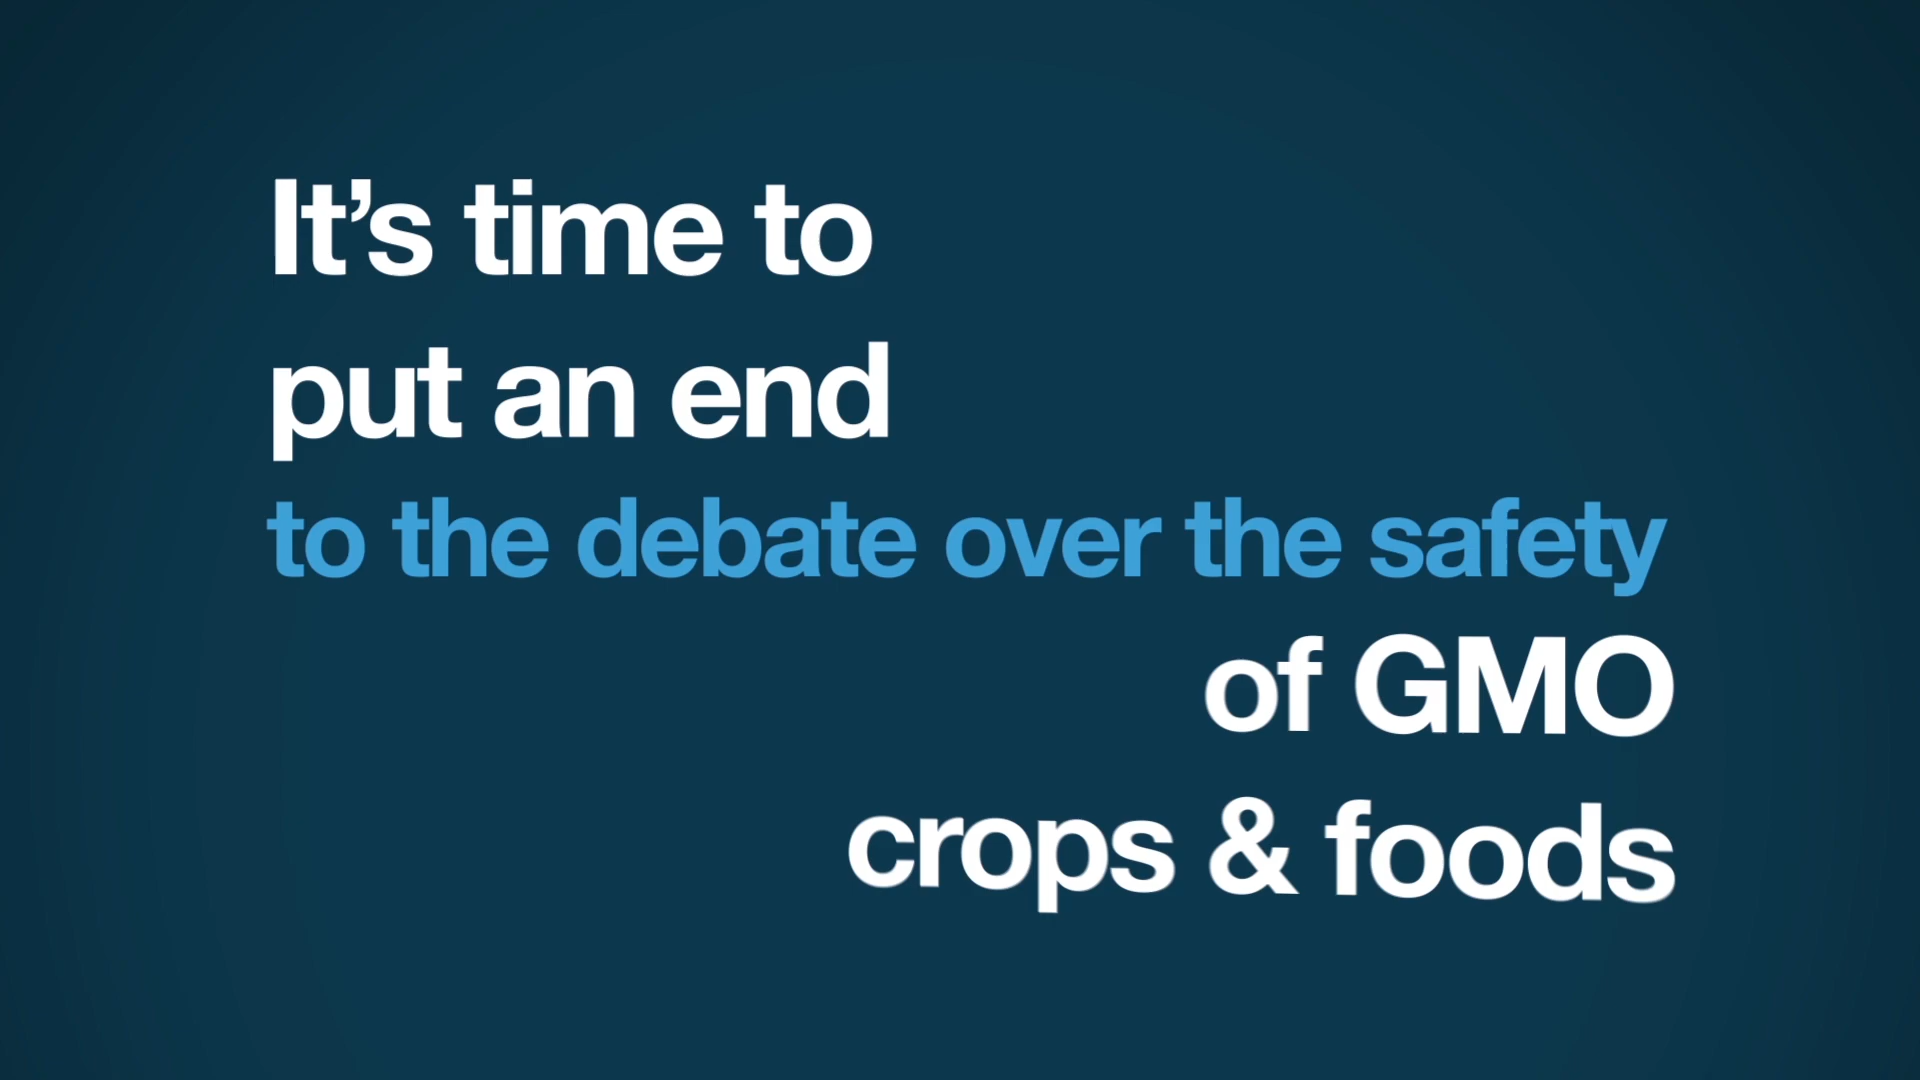 It’s time to
put an end
to the debate over the safety
of GMO
crops & foods